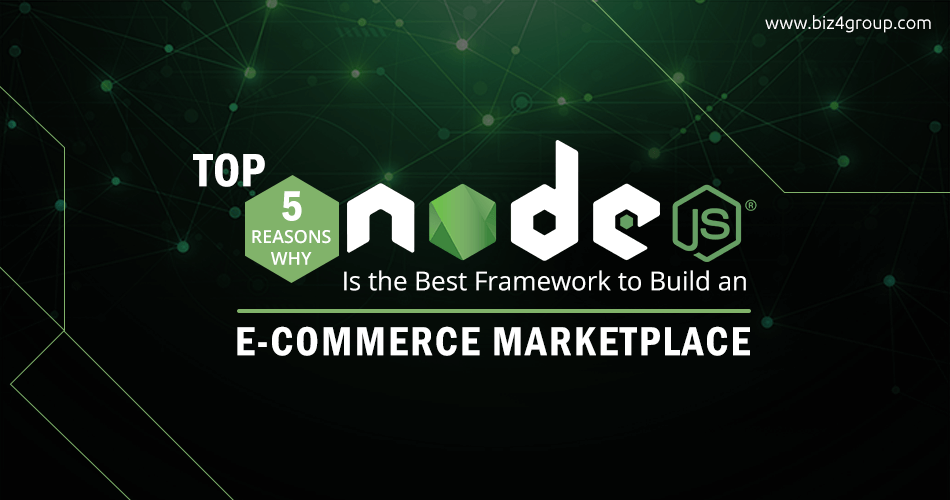 www.biz4group.com
TOP
5
REASONS
WHY
node
JS®
Is the Best Framework to Build an
E-COMMERCE MARKETPLACE